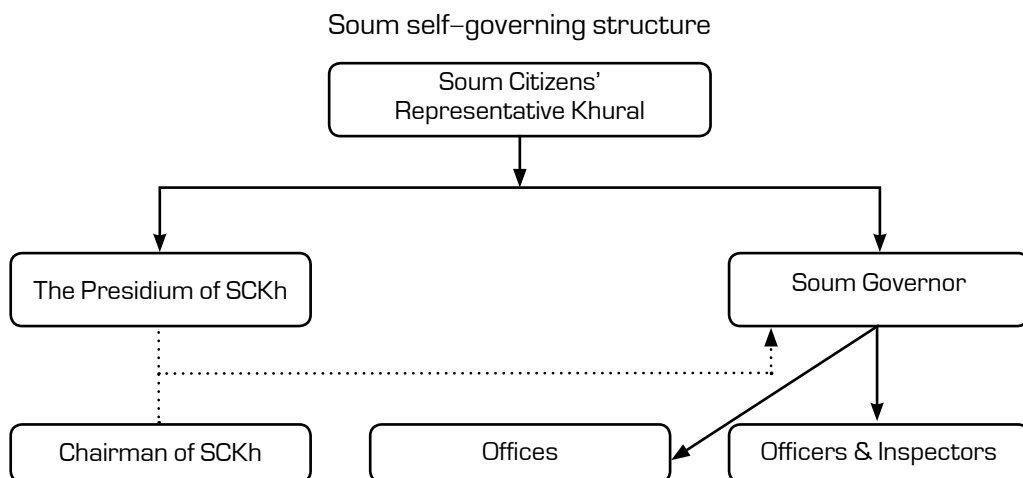 Soum self–governing structure
Soum Citizens’
Representative Khural
The Presidium of SCKh
Soum Governor
Chairman of SCKh
Offices
Officers & Inspectors